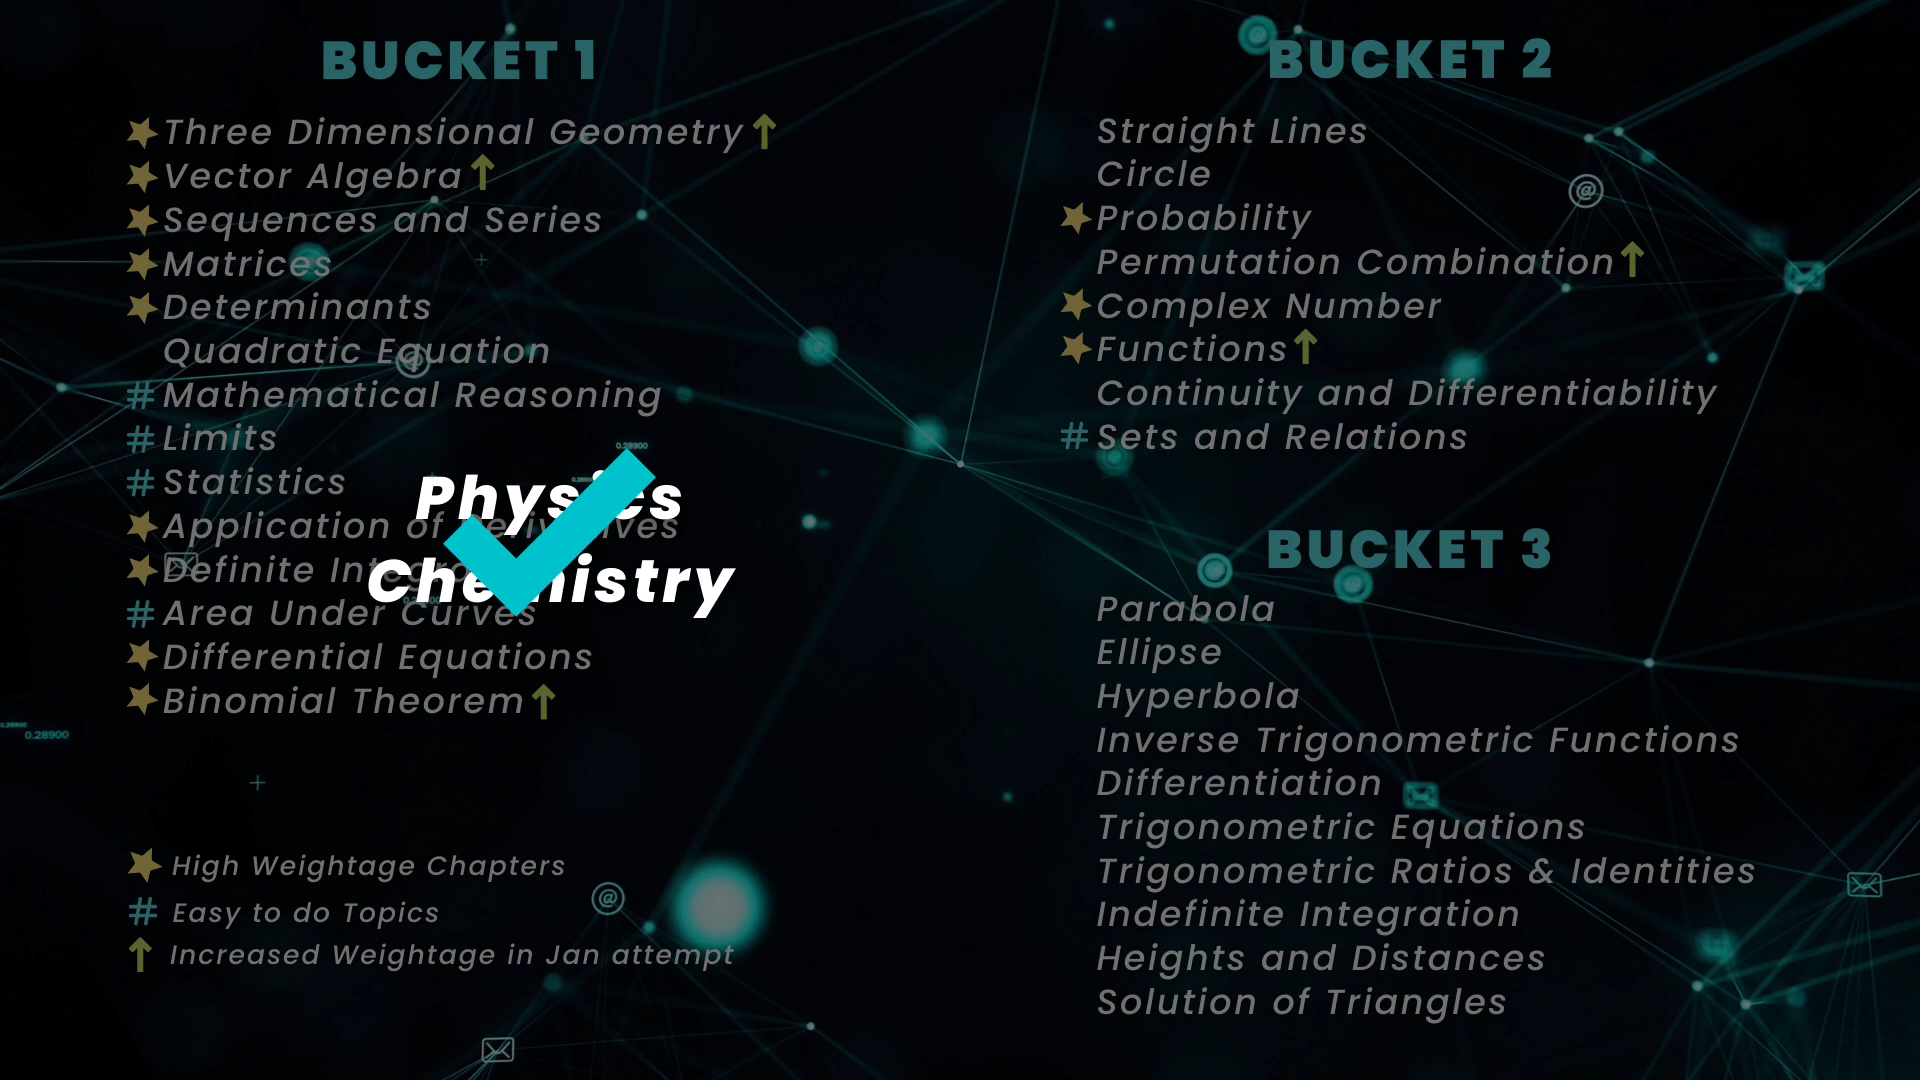 BUCKET 1
Three Dimensional Geometry ↑
Vector Algebra ↑
Sequences and Series
Matrices
Determinants
Quadratic Equation
# Mathematical Reasoning
# Limits
# Statistics
Application of
Definite
# Area Under Curves
Differential Equations
Binomial Theorem ↑
Physics
Chemistry
High Weightage Chapters
# Easy to do Topics
↑ Increased Weightage in Jan attempt
BUCKET 2
Straight Lines
Circle
Probability
Permutation Combination ↑
Complex Number
Functions ↑
Continuity and Differentiability
# Sets and Relations
BUCKET 3
Parabola
Ellipse
Hyperbola
Inverse Trigonometric Functions
Differentiation
Trigonometric Equations
Trigonometric Ratios & Identities
Indefinite Integration
Heights and Distances
Solution of Triangles
0.28900
0.28900